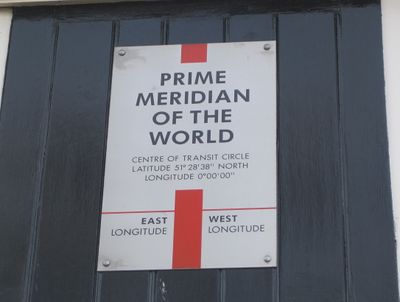 PRIME
MERIDIAN
OF THE
WORLD
CENTRE OF TRANSIT CIRCLE
LATITUDE 51° 28'38" NORTH
LONGITUDE 0°00'00"
EAST
LONGITUDE
WEST
LONGITUDE